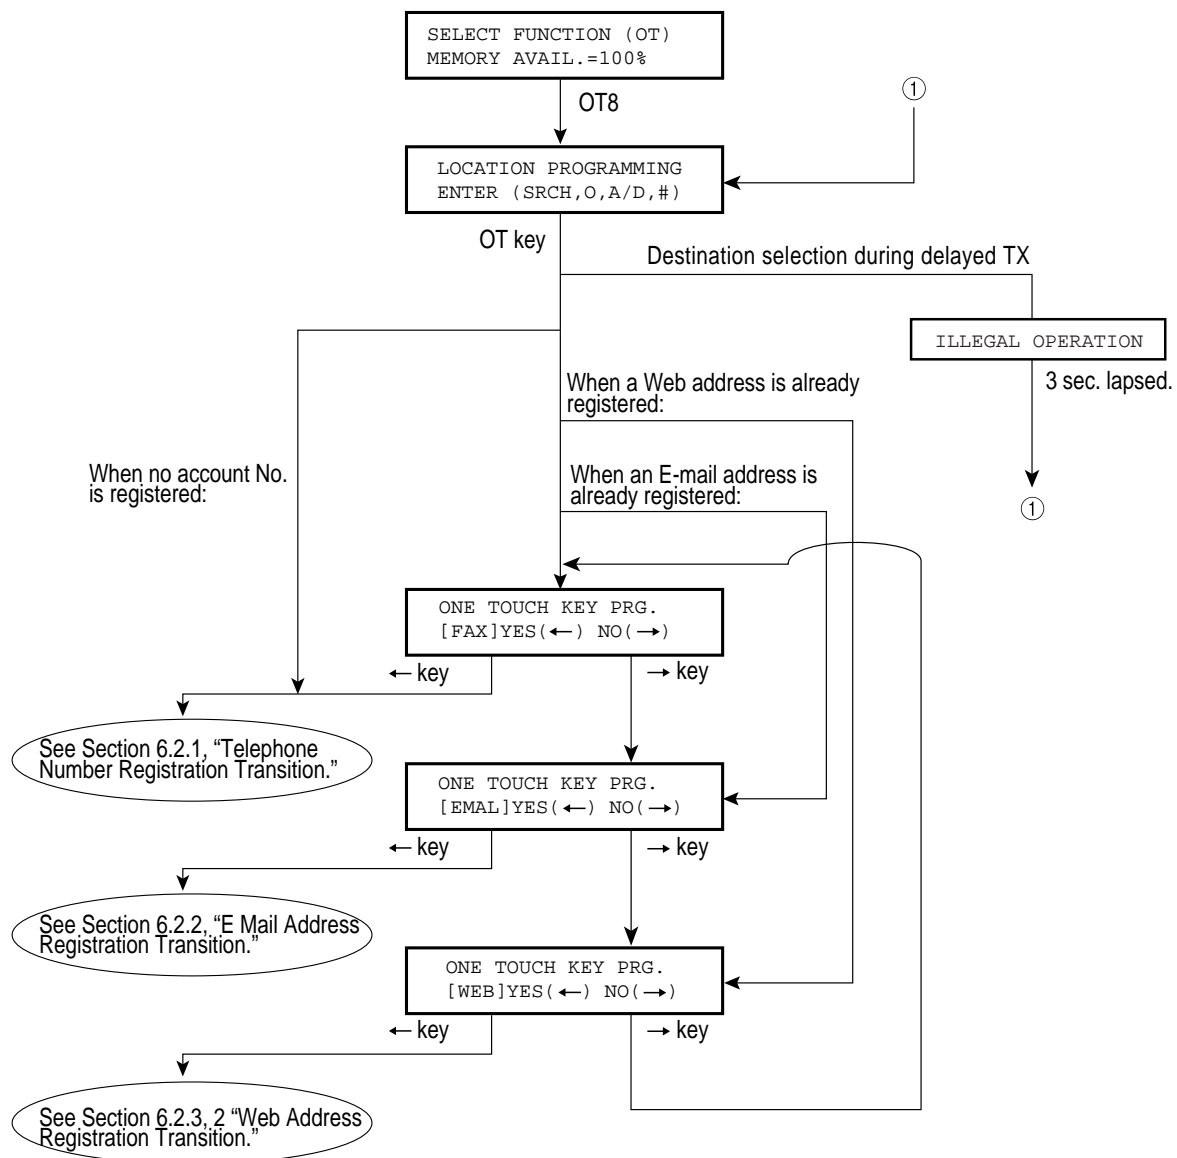 SELECT FUNCTION (OT)
MEMORY AVAIL.=100%
OT8
①
LOCATION PROGRAMMING
ENTER (SRCH,O,A/D,#)
OT key
Destination selection during delayed TX
ILLEGAL OPERATION
3 sec. lapsed.
①
When a Web address is already
registered:
When no account No.
is registered:
When an E-mail address is
already registered:
ONE TOUCH KEY PRG.
[FAX]YES(←) NO(→)
← key
→ key
See Section 6.2.1, “Telephone
Number Registration Transition.”
ONE TOUCH KEY PRG.
[EMAL]YES(←) NO(→)
← key
→ key
See Section 6.2.2, “E Mail Address
Registration Transition.”
ONE TOUCH KEY PRG.
[WEB]YES(←) NO(→)
← key
→ key
See Section 6.2.3, 2 “Web Address
Registration Transition.”